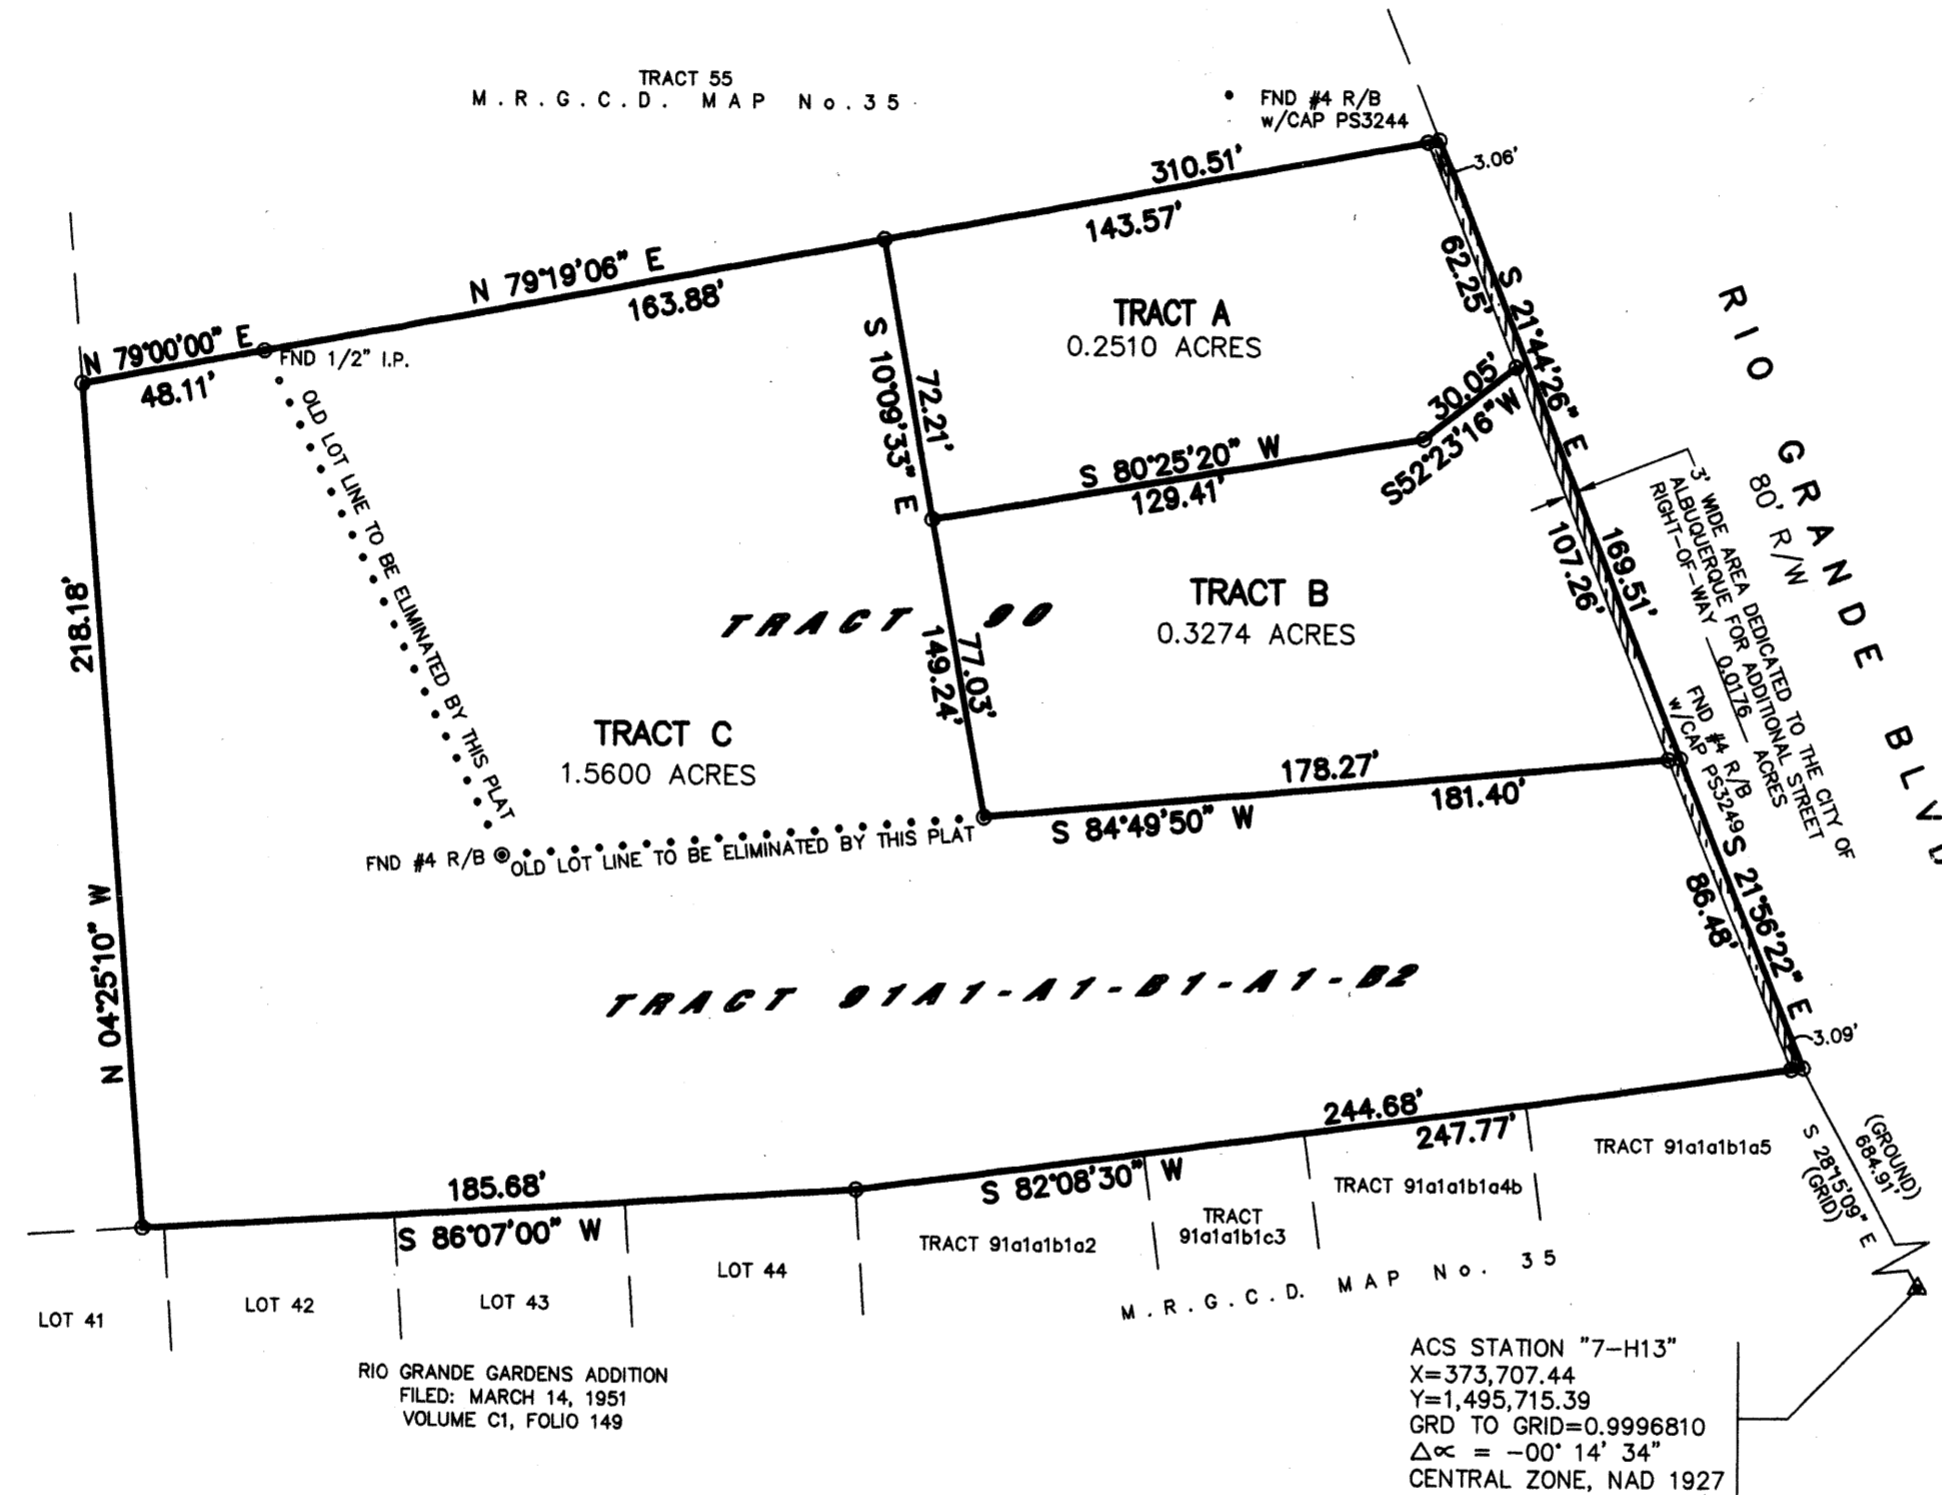 TRACT 55
M.R.G.C.D. MAP No.35
FND #4 R/B
w/CAP PS3244
3.06'
310.51'
143.57'
N 79°19'06" E
163.88'
N 79°00'00" E
48.11'
FND 1/2" I.P.
OLD LOT LINE TO BE ELIMINATED BY THIS PLAT
S 10°09'33" E
72.21'
TRACT A
0.2510 ACRES
62.25'
S 21°44'26" E
30.05'
S52°23'16"W
S 80°25'20" W
129.41'
RIO GRANDE BLVD
80' R/W
3' WIDE AREA DEDICATED TO THE CITY OF
ALBUQUERQUE FOR ADDITIONAL STREET
RIGHT-OF-WAY 0.0176 ACRES
107.26'
169.51'
218.18'
N 04°25'10" W
TRACT 90
TRACT B
0.3274 ACRES
77.03'
149.24'
TRACT C
1.5600 ACRES
FND #4 R/B
w/CAP PS3249
178.27'
181.40'
S 84°49'50" W
FND #4 R/B
OLD LOT LINE TO BE ELIMINATED BY THIS PLAT
S 21°56'22" E
86.48'
3.09'
TRACT 91A1-A1-B1-A1-B2
244.68'
247.77'
S 82°08'30" W
185.68'
S 86°07'00" W
TRACT 91a1a1b1a5
TRACT 91a1a1b1a4b
TRACT
91a1a1b1c3
TRACT 91a1a1b1a2
LOT 44
LOT 43
LOT 42
LOT 41
M.R.G.C.D. MAP No. 35
(GROUND)
684.91'
S 28°15'09" E
(GRID)
RIO GRANDE GARDENS ADDITION
FILED: MARCH 14, 1951
VOLUME C1, FOLIO 149
ACS STATION "7-H13"
X=373,707.44
Y=1,495,715.39
GRD TO GRID=0.9996810
Δ∝ = -00° 14' 34"
CENTRAL ZONE, NAD 1927